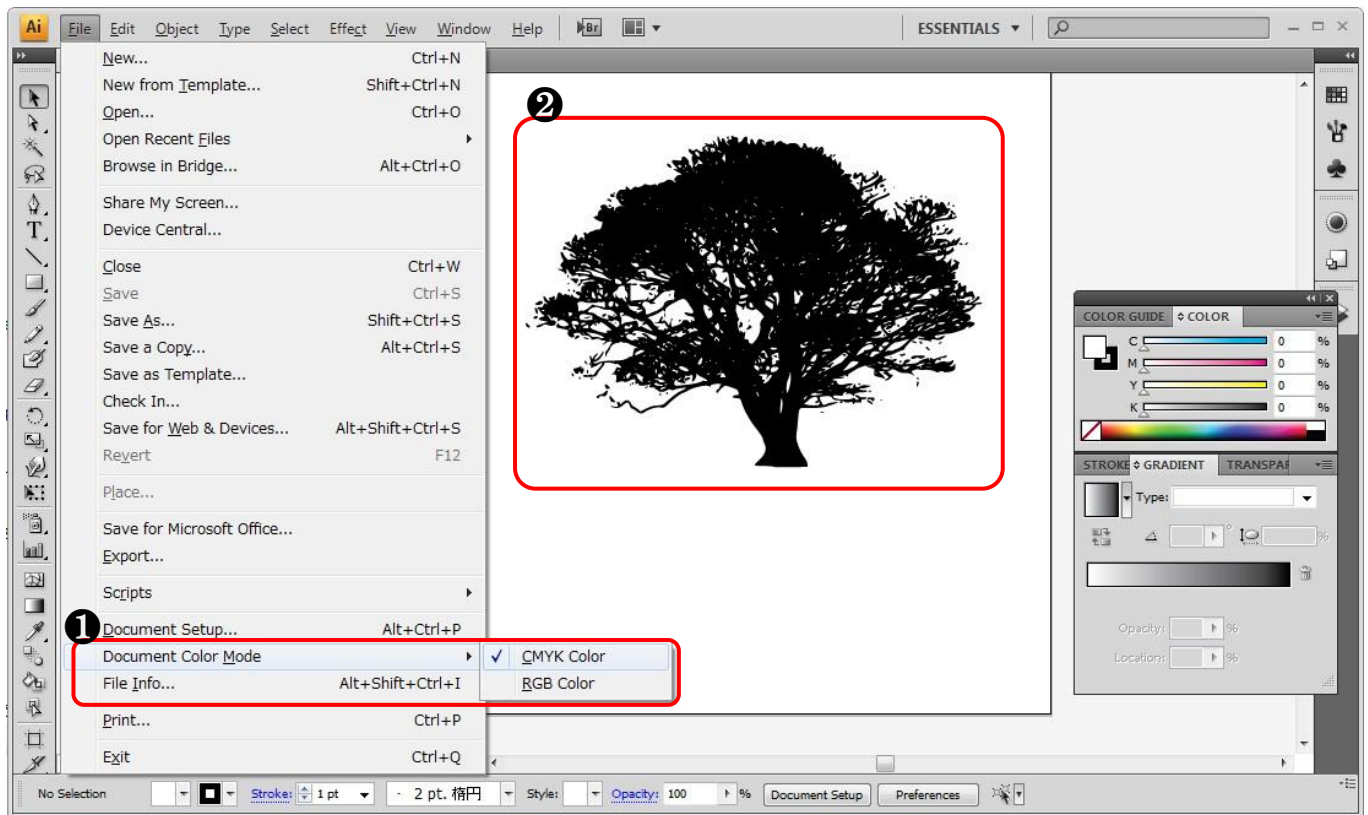 Ai File Edit Object Type Select Effect View Window Help Br ESSENTIALS
New... Ctrl+N
New from Template... Shift+Ctrl+N
Open... Ctrl+O
Open Recent Files
Browse in Bridge... Alt+Ctrl+O
Share My Screen...
Device Central...
Close Ctrl+W
Save Ctrl+S
Save As... Shift+Ctrl+S
Save a Copy... Alt+Ctrl+S
Save as Template...
Check In...
Save for Web & Devices... Alt+Shift+Ctrl+S
Revert F12
Place...
Save for Microsoft Office...
Export...
Scripts
❶
Document Setup... Alt+Ctrl+P
Document Color Mode ✓ CMYK Color
File Info... Alt+Shift+Ctrl+I RGB Color
Print... Ctrl+P
Exit Ctrl+Q
❷
COLOR GUIDE COLOR
C 0 %
M 0 %
Y 0 %
K 0 %
STROKE GRADIENT TRANSPAR
Type:
° %
Opacity: %
Location: %
No Selection Stroke: 1 pt 2 pt. 楕円 Style: Opacity: 100 % Document Setup Preferences